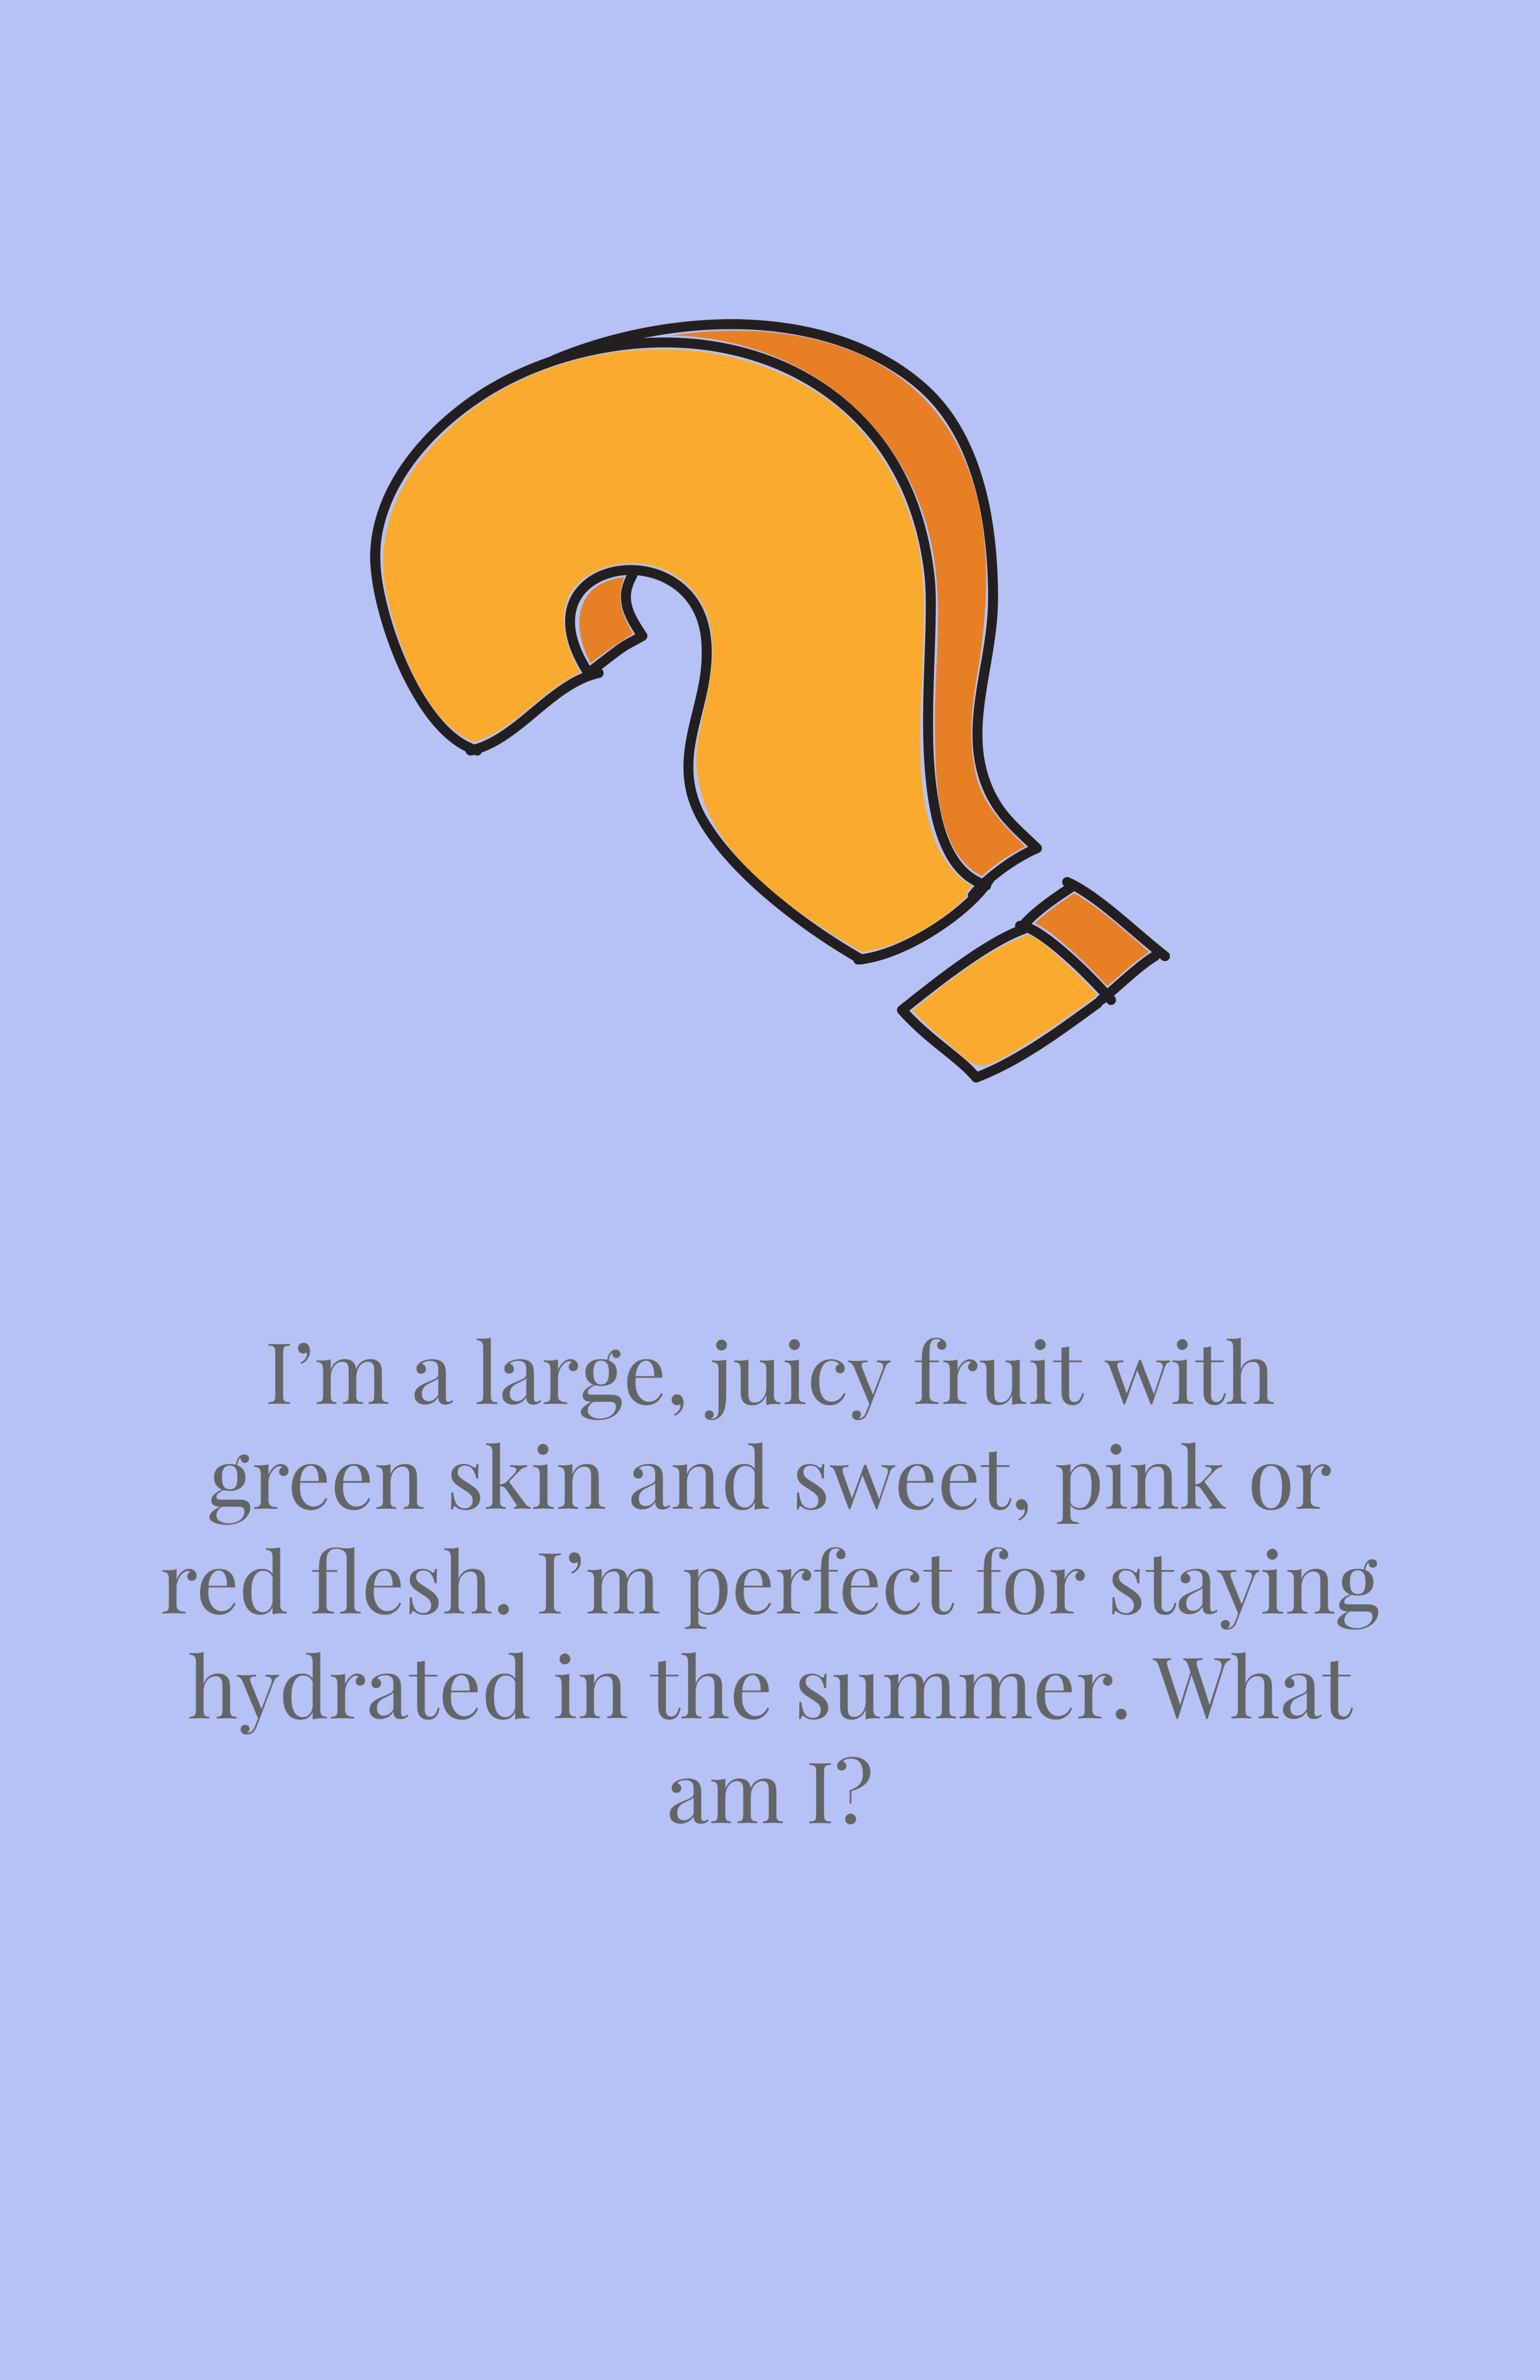 I’m a large, juicy fruit with
green skin and sweet, pink or
red flesh. I’m perfect for staying
hydrated in the summer. What
am I?